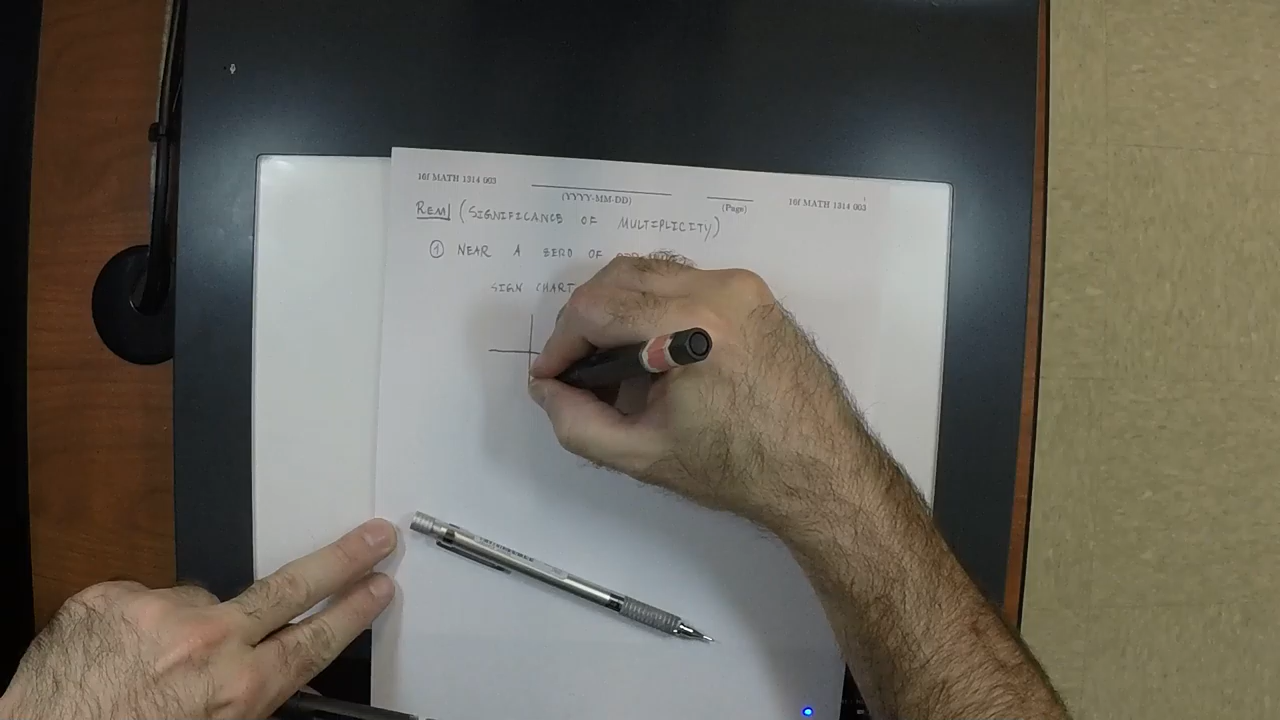 16f MATH 1314 003
(YYYY-MM-DD)
(Page)
16f MATH 1314 003
REM (SIGNIFICANCE OF MULTIPLICITY)
① NEAR A ZERO OF
SIGN CHART